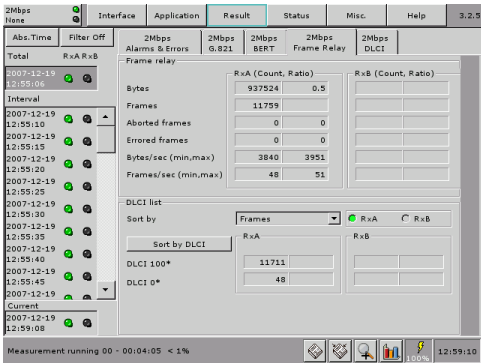 2Mbps
None
Interface
Application
Result
Status
Misc.
Help
3.2.5
Abs.Time
Filter Off
2Mbps
Alarms & Errors
2Mbps
G.821
2Mbps
BERT
2Mbps
Frame Relay
2Mbps
DLCI
Total
RxA RxB
2007-12-19
12:55:06
Interval
2007-12-19
12:55:10
2007-12-19
12:55:15
2007-12-19
12:55:20
2007-12-19
12:55:25
2007-12-19
12:55:30
2007-12-19
12:55:35
2007-12-19
12:55:40
2007-12-19
12:55:45
2007-12-19
Current
2007-12-19
12:59:08
Frame relay
RxA (Count, Ratio)
RxB (Count, Ratio)
Bytes
937524
0.5
Frames
11759
Aborted frames
0
0
Errored frames
0
0
Bytes/sec (min,max)
3840
3951
Frames/sec (min,max)
48
51
DLCI list
Sort by
Frames
RxA
RxB
Sort by DLCI
RxA
RxB
DLCI 100*
11711
DLCI 0*
48
Measurement running 00 - 00:04:05 < 1%
100%
12:59:10